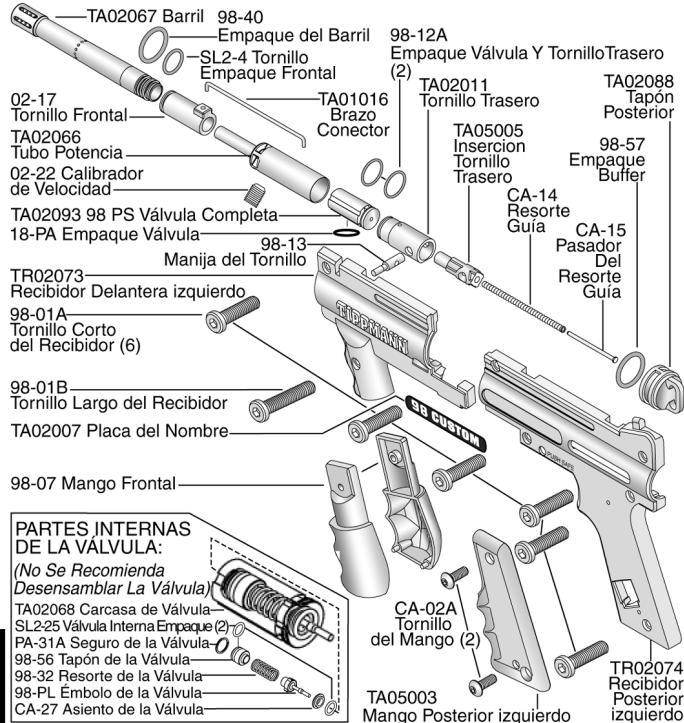 TA02067 Barril
98-40
Empaque del Barril
SL2-4 Tornillo
Empaque Frontal
98-12A
Empaque Válvula Y TornilloTrasero
(2)
TA02011
Tornillo Trasero
TA02088
Tapón
Posterior
02-17
Tornillo Frontal
TA01016
Brazo
Conector
TA05005
Insercion
Tornillo
Trasero
98-57
Empaque
Buffer
TA02066
Tubo Potencia
02-22 Calibrador
de Velocidad
CA-14
Resorte
Guía
TA02093 98 PS Válvula Completa
18-PA Empaque Válvula
CA-15
Pasador
Del
Resorte
Guía
98-13
Manija del Tornillo
TR02073
Recibidor Delantera izquierdo
TIPPMANN
98-01A
Tornillo Corto
del Recibidor (6)
98-01B
Tornillo Largo del Recibidor
98 CUSTOM
TA02007 Placa del Nombre
PUSH SAFE
98-07 Mango Frontal
PARTES INTERNAS
DE LA VÁLVULA:
(No Se Recomienda
Desensamblar La Válvula)
TA02068 Carcasa de Válvula
SL2-25 Válvula Interna Empaque (2)
PA-31A Seguro de la Válvula
98-56 Tapón de la Válvula
98-32 Resorte de la Válvula
98-PL Émbolo de la Válvula
CA-27 Asiento de la Válvula
CA-02A
Tornillo
del Mango (2)
TA05003
Mango Posterior izquierdo
TR02074
Recibidor
Posterior
izquierdo